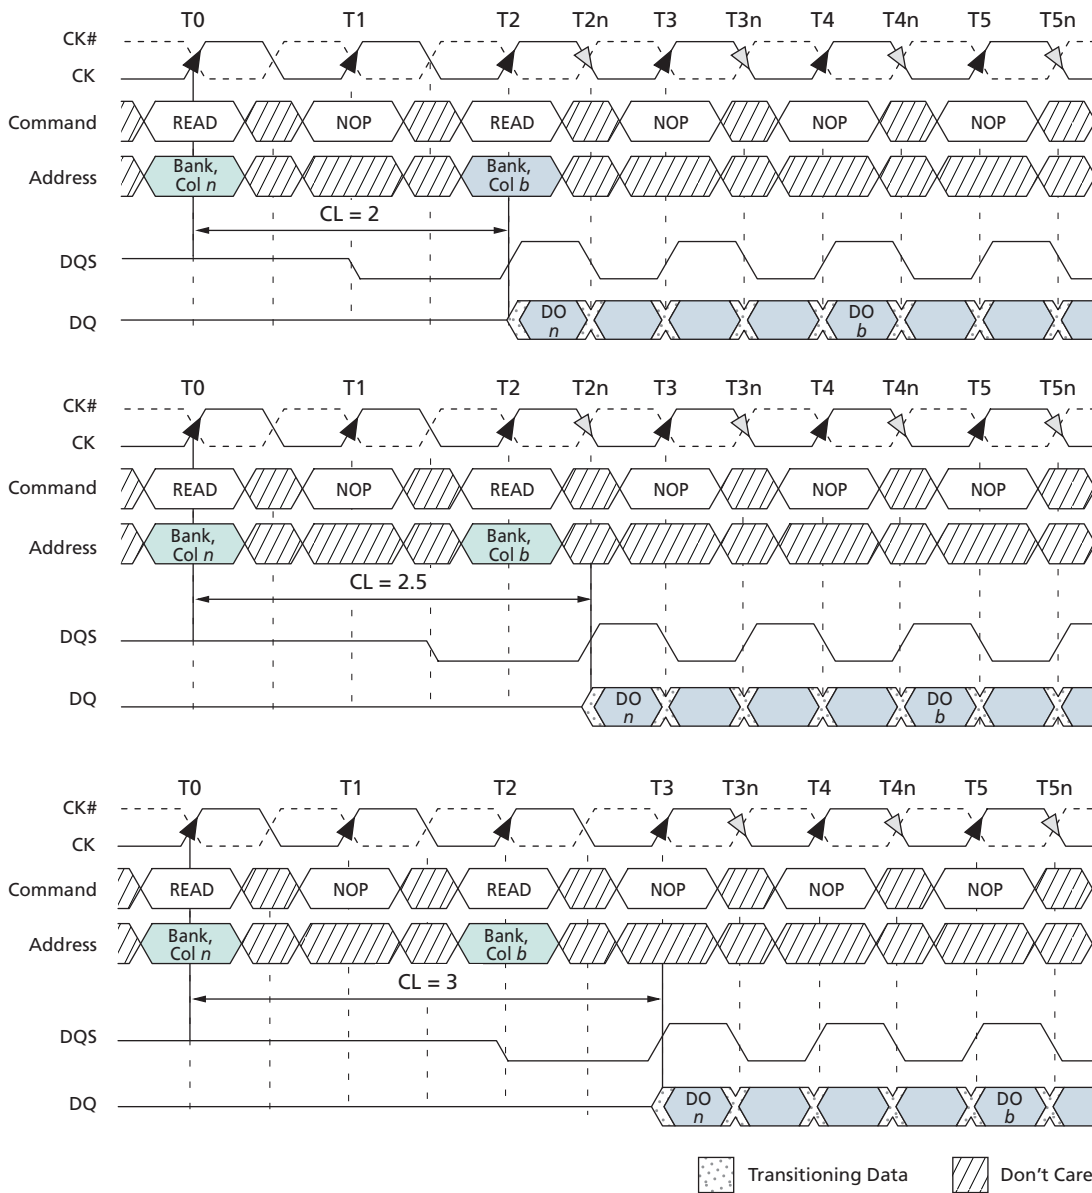 T0 T1 T2 T2n T3 T3n T4 T4n T5 T5n
CK#
CK
Command READ NOP READ NOP NOP NOP
Address Bank, Col n Bank, Col b
CL = 2
DQS
DQ DO n DO b
T0 T1 T2 T2n T3 T3n T4 T4n T5 T5n
CK#
CK
Command READ NOP READ NOP NOP NOP
Address Bank, Col n Bank, Col b
CL = 2.5
DQS
DQ DO n DO b
T0 T1 T2 T3 T3n T4 T4n T5 T5n
CK#
CK
Command READ NOP READ NOP NOP NOP
Address Bank, Col n Bank, Col b
CL = 3
DQS
DQ DO n DO b
Transitioning Data Don't Care